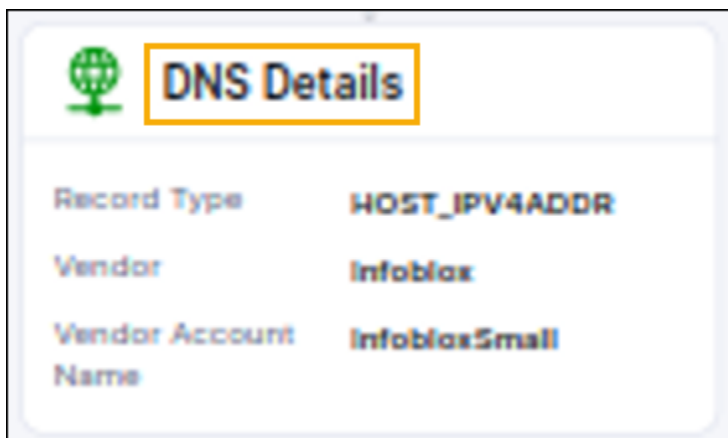 DNS Details
Record Type HOST_IPV4ADDR
Vendor Infoblox
Vendor Account InfobloxSmall
Name